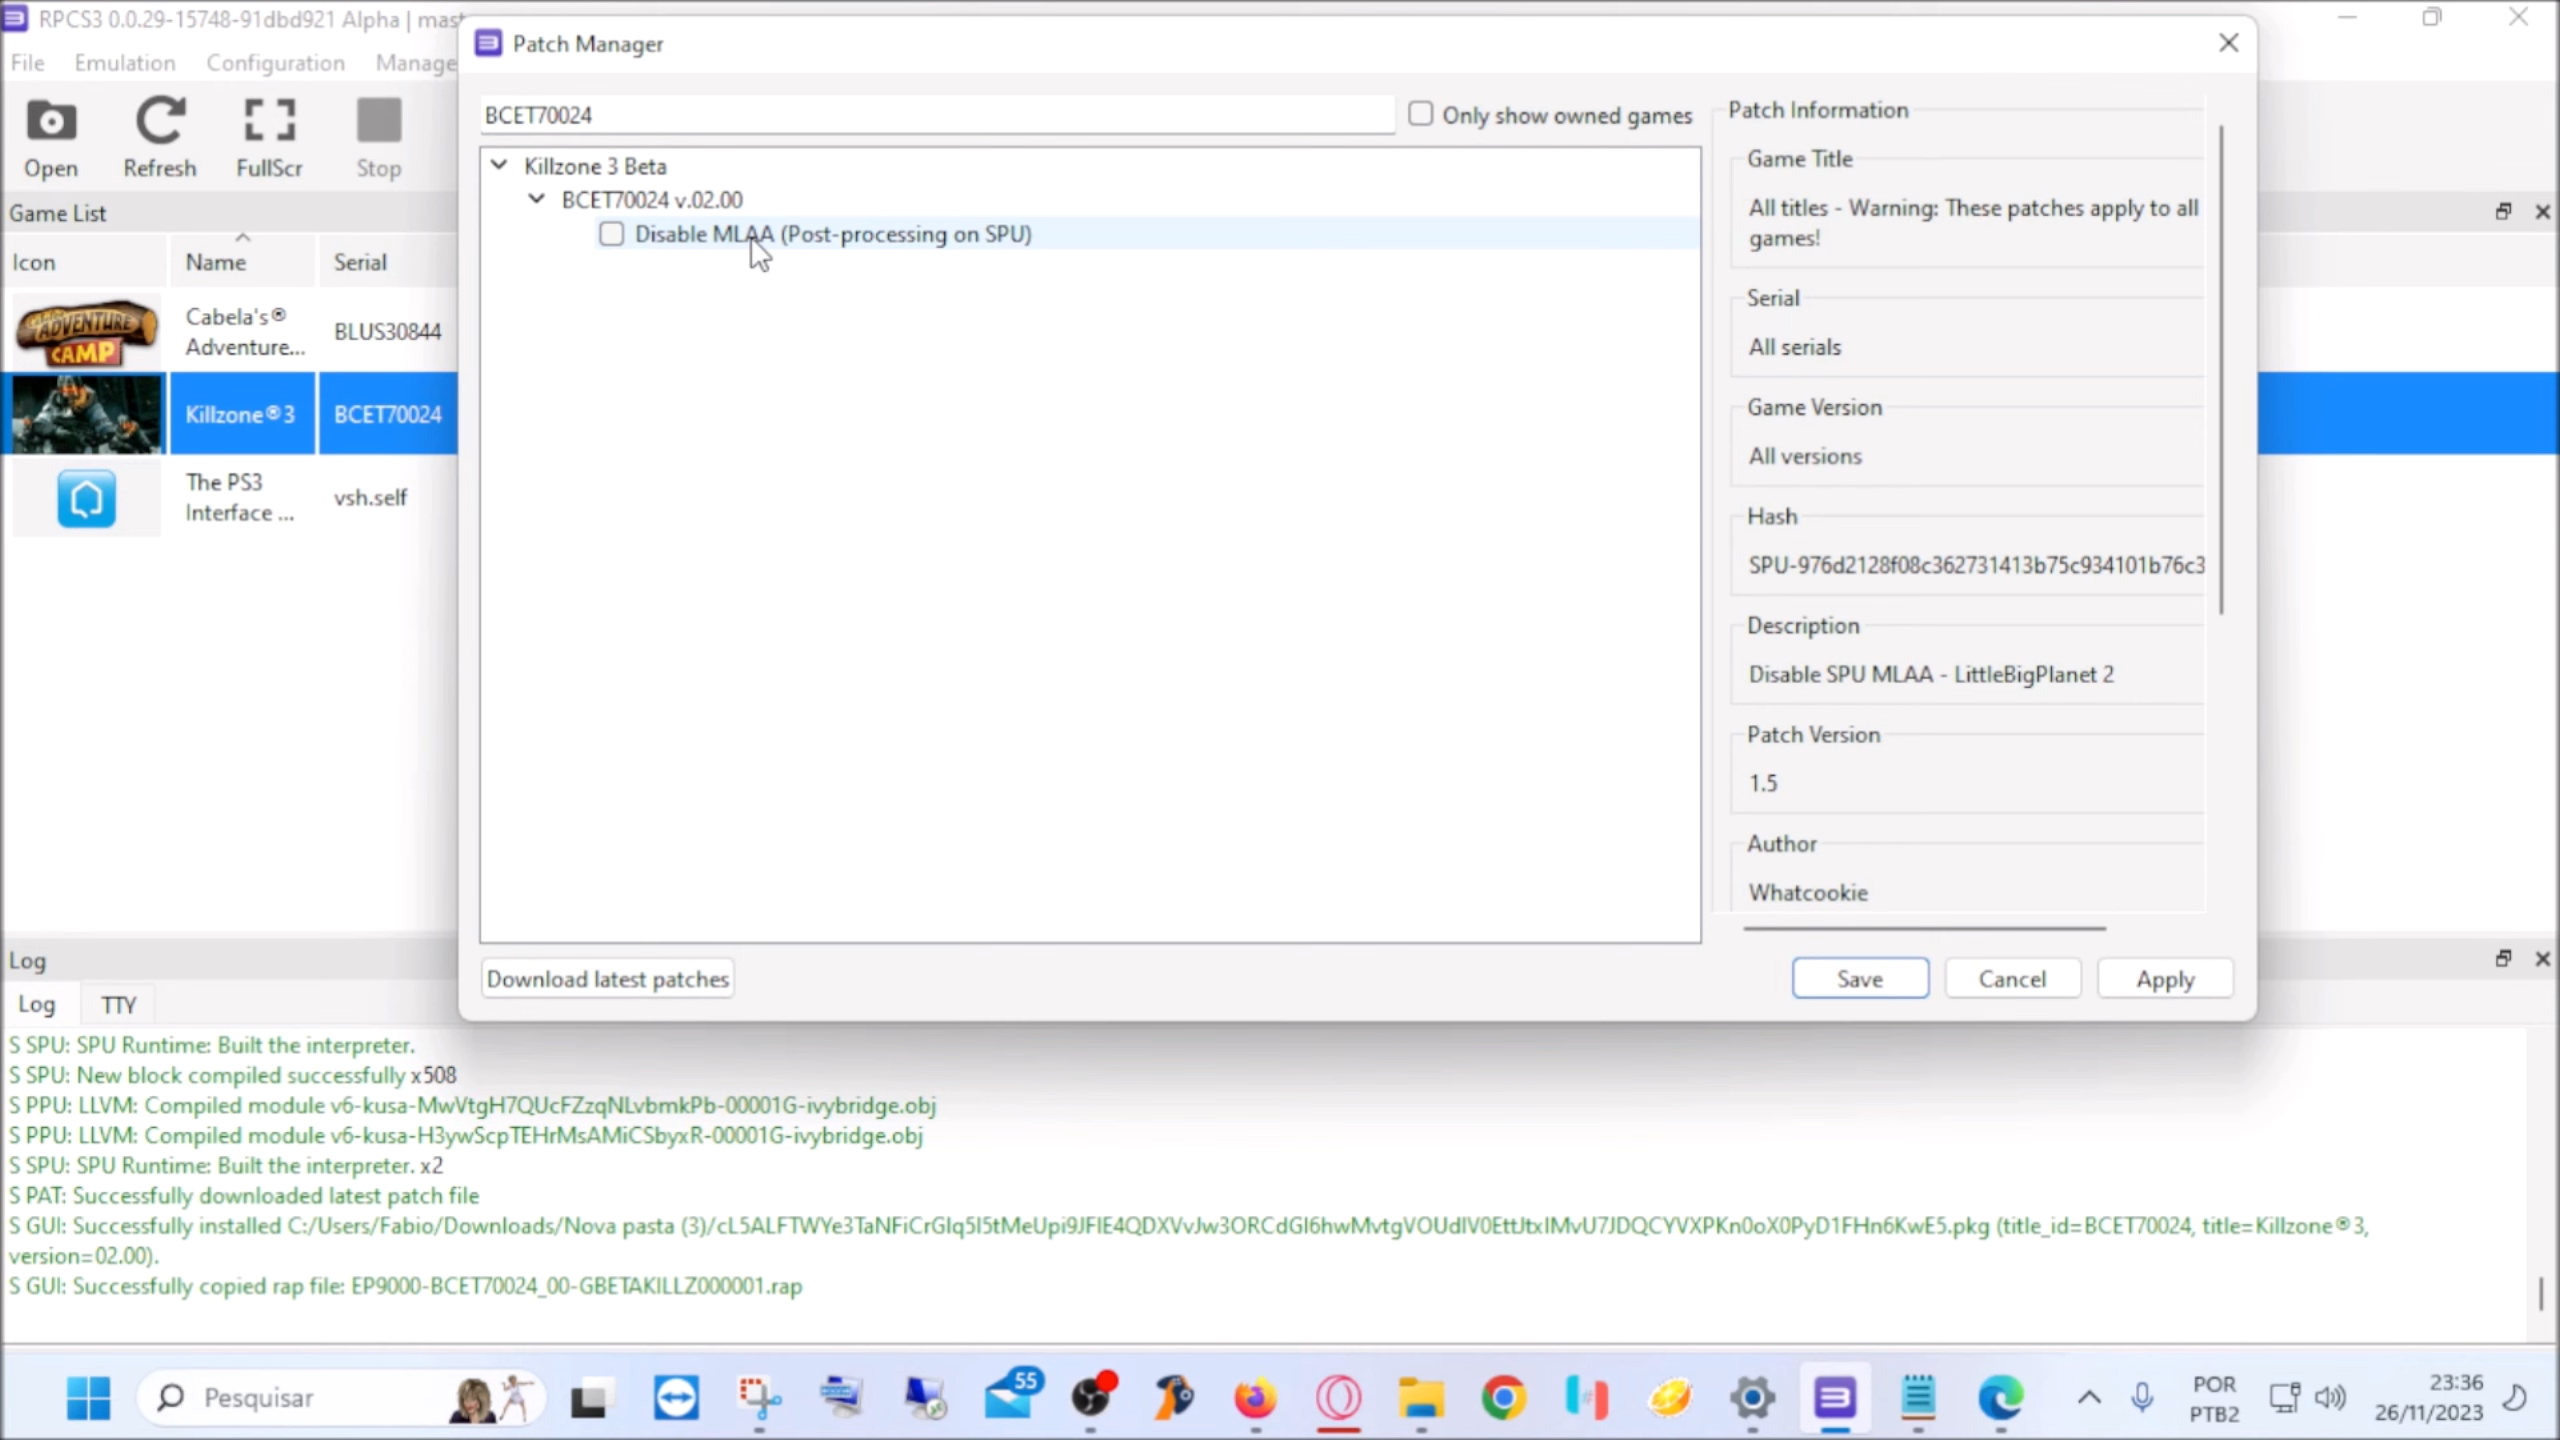 RPCS3 0.0.29-15748-91dbd921 Alpha | mast
File Emulation Configuration Manage
Open Refresh FullScr Stop
Game List
Icon Name Serial
ADVENTURE
CAMP
Cabela's®
Adventure...
BLUS30844
Killzone®3
BCET70024
The PS3
Interface ...
vsh.self
Patch Manager
BCET70024
Only show owned games
Killzone 3 Beta
BCET70024 v.02.00
Disable MLAA (Post-processing on SPU)
Patch Information
Game Title
All titles - Warning: These patches apply to all
games!
Serial
All serials
Game Version
All versions
Hash
SPU-976d2128f08c362731413b75c934101b76c3
Description
Disable SPU MLAA - LittleBigPlanet 2
Patch Version
1.5
Author
Whatcookie
Download latest patches
Save Cancel Apply
Log
Log TTY
S SPU: SPU Runtime: Built the interpreter.
S SPU: New block compiled successfully x508
S PPU: LLVM: Compiled module v6-kusa-MwVtgH7QUcFZzqNLvbmkPb-00001G-ivybridge.obj
S PPU: LLVM: Compiled module v6-kusa-H3ywScpTEHrMsAMiCSbyxR-00001G-ivybridge.obj
S SPU: SPU Runtime: Built the interpreter. x2
S PAT: Successfully downloaded latest patch file
S GUI: Successfully installed C:/Users/Fabio/Downloads/Nova pasta (3)/cL5ALFTWYe3TaNFiCrGlq5l5tMeUpi9JFlE4QDXVvJw3ORCdGl6hwMvtgVOUdlV0EttJtxIMvU7JDQCYVXPKn0oX0PyD1FHn6KwE5.pkg (title_id=BCET70024, title=Killzone®3,
version=02.00).
S GUI: Successfully copied rap file: EP9000-BCET70024_00-GBETAKILLZ000001.rap
Pesquisar
55
POR
PTB2
23:36
26/11/2023